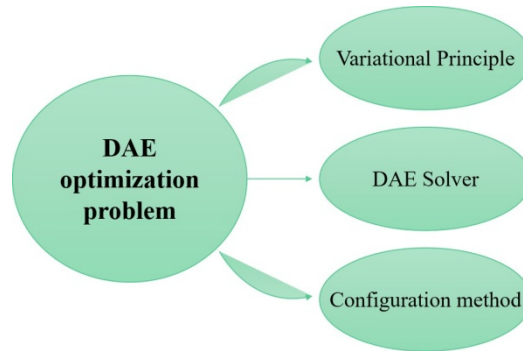 DAE
optimization
problem
Variational Principle
DAE Solver
Configuration method